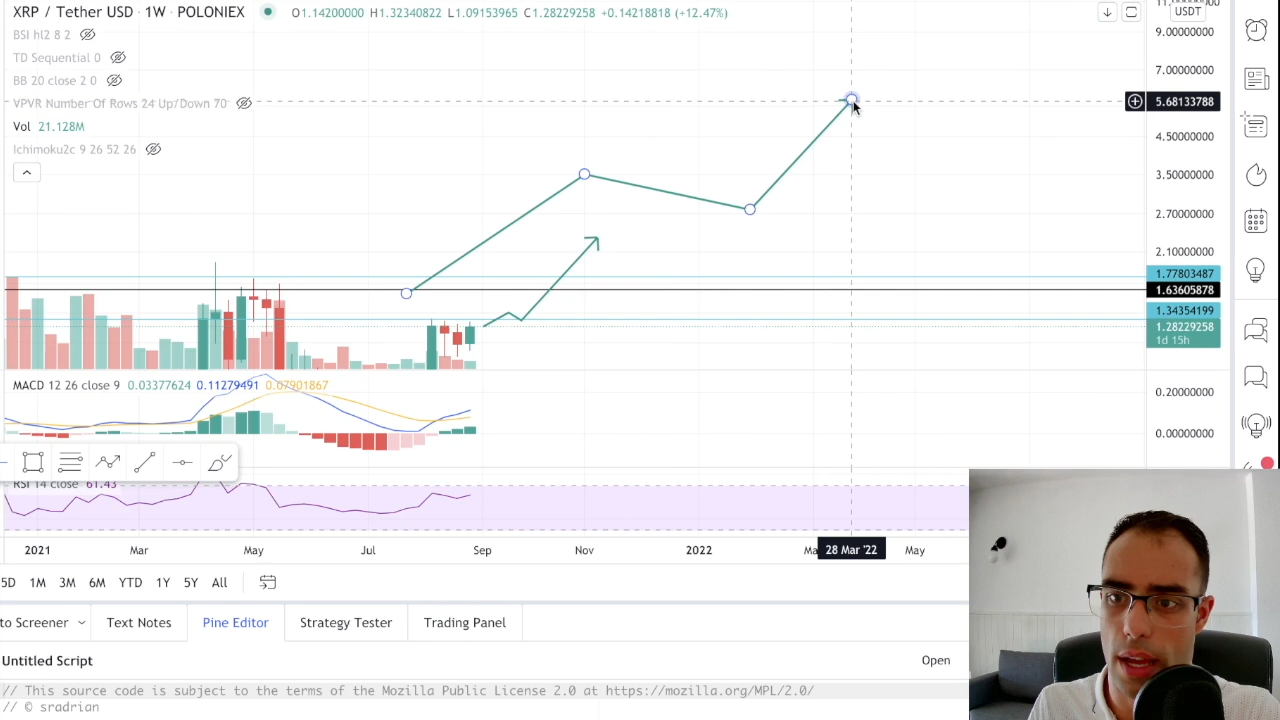 XRP / Tether USD · 1W · POLONIEX O1.14200000 H1.32340822 L1.09153965 C1.28229258 +0.14218818 (+12.47%) USDT
BSI hl2 8 2
9.00000000
TD Sequential 0
7.00000000
BB 20 close 2 0
VPVR Number Of Rows 24 Up/Down 70
5.68133788
Vol 21.128M
4.50000000
Ichimoku2c 9 26 52 26
3.50000000
2.70000000
2.10000000
1.77803487
1.63605878
1.34354199
1.28229258
1d 15h
MACD 12 26 close 9 0.03377624 0.11279491 0.07901867
0.20000000
0.00000000
RSI 14 close 61.43
2021 Mar May Jul Sep Nov 2022 Ma 28 Mar '22 May
5D 1M 3M 6M YTD 1Y 5Y All
to Screener Text Notes Pine Editor Strategy Tester Trading Panel
Untitled Script Open
// This source code is subject to the terms of the Mozilla Public License 2.0 at https://mozilla.org/MPL/2.0/
// © sradrian